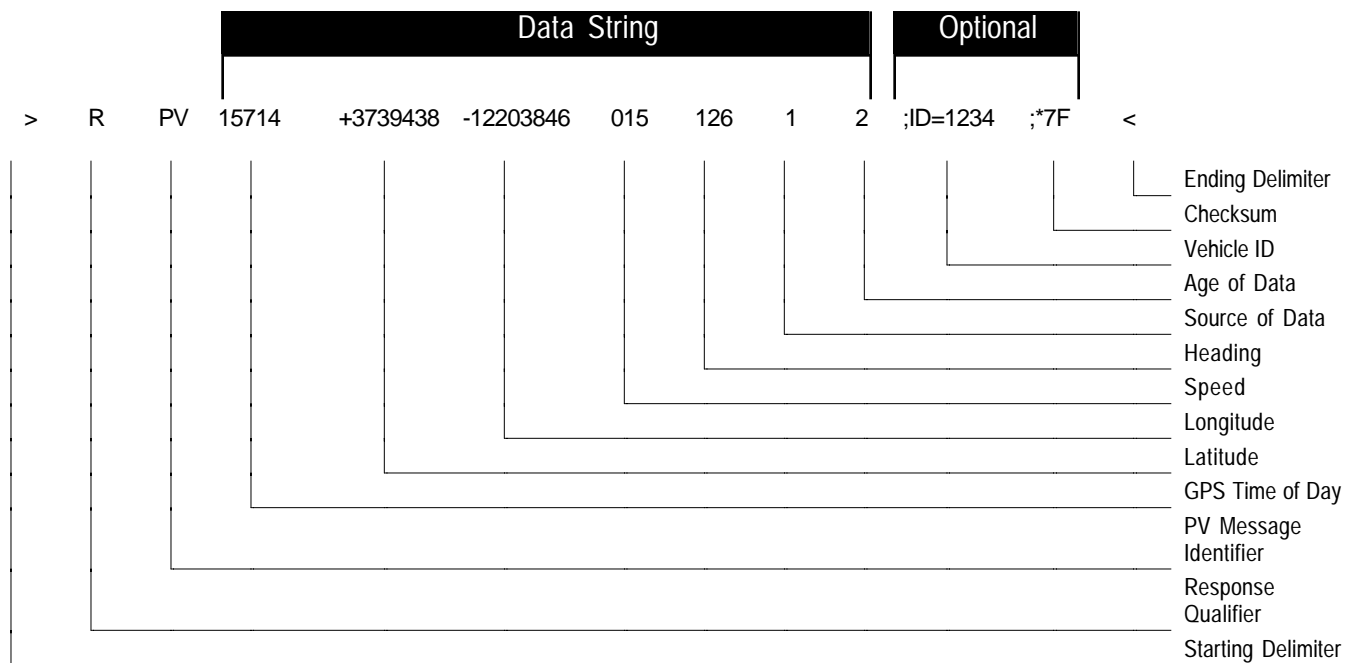 Data String Optional
> R PV 15714 +3739438 -12203846 015 126 1 2 ;ID=1234 ;*7F <
Ending Delimiter
Checksum
Vehicle ID
Age of Data
Source of Data
Heading
Speed
Longitude
Latitude
GPS Time of Day
PV Message
Identifier
Response
Qualifier
Starting Delimiter